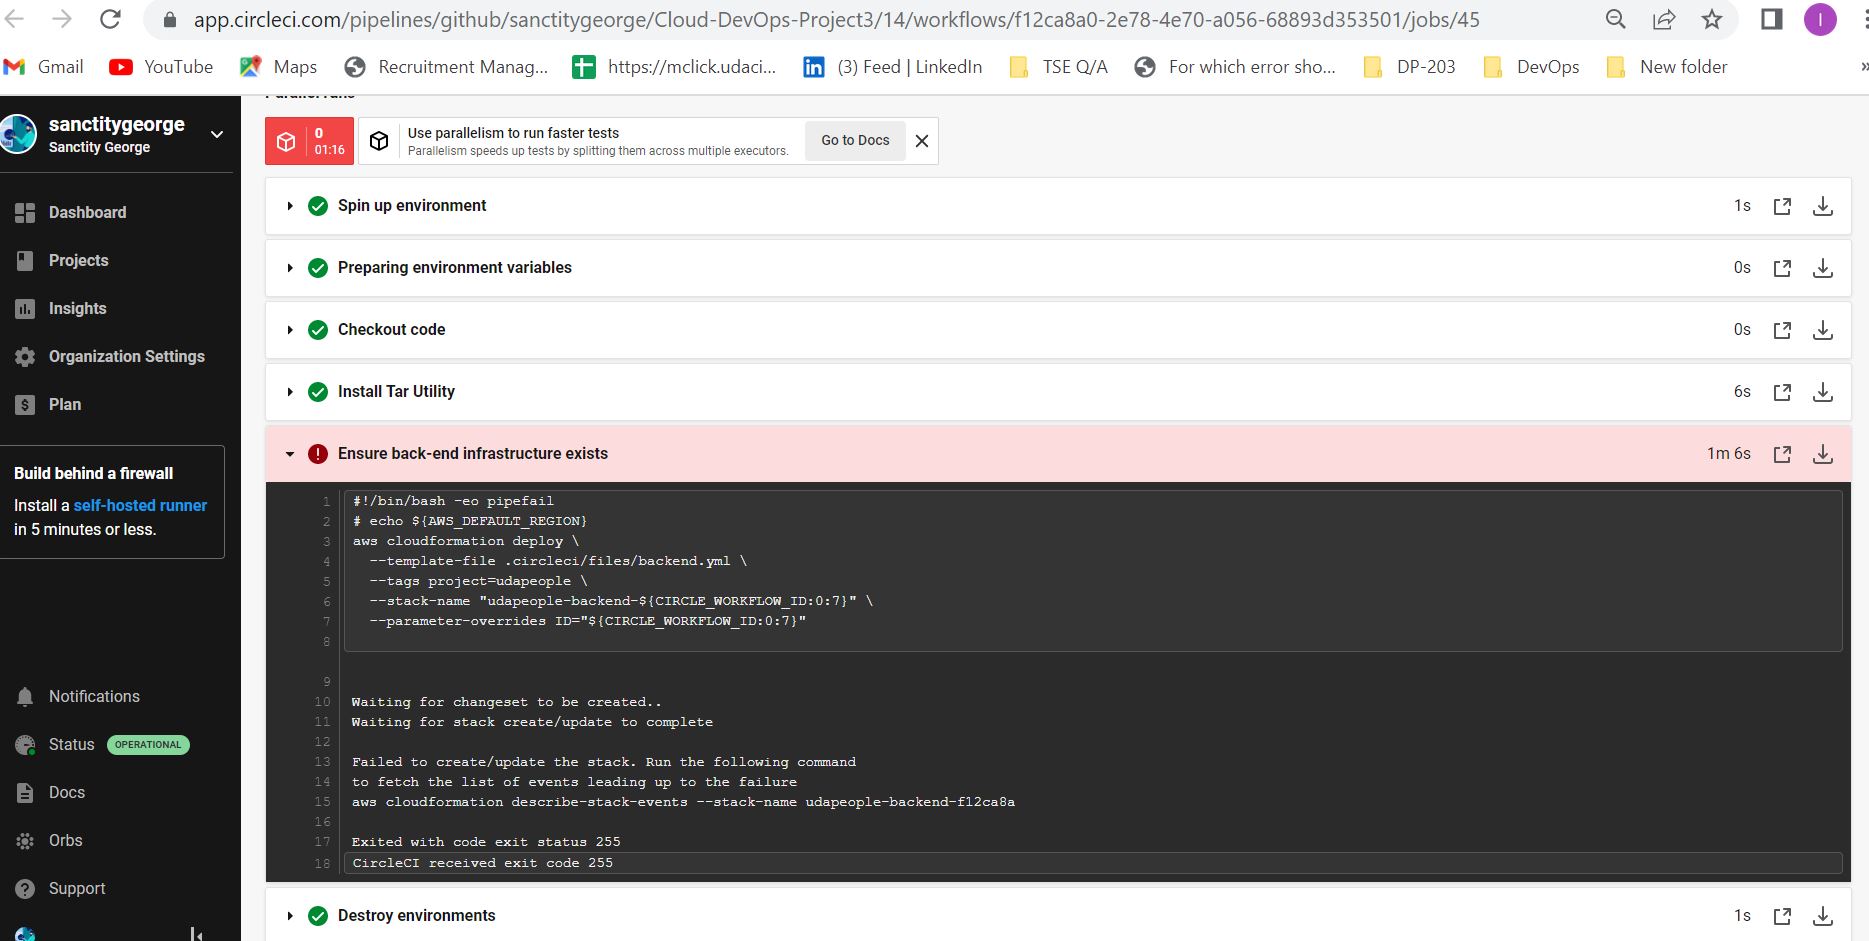 app.circleci.com/pipelines/github/sanctitygeorge/Cloud-DevOps-Project3/14/workflows/f12ca8a0-2e78-4e70-a056-68893d353501/jobs/45
I
Gmail
YouTube
Maps
Recruitment Manag...
https://mclick.udaci...
(3) Feed | LinkedIn
TSE Q/A
For which error sho...
DP-203
DevOps
New folder
»
sanctitygeorge
Sanctity George
Dashboard
Projects
Insights
Organization Settings
Plan
Build behind a firewall
Install a self-hosted runner
in 5 minutes or less.
Notifications
Status OPERATIONAL
Docs
Orbs
Support
0
01:16
Use parallelism to run faster tests
Parallelism speeds up tests by splitting them across multiple executors.
Go to Docs
Spin up environment
1s
Preparing environment variables
0s
Checkout code
0s
Install Tar Utility
6s
Ensure back-end infrastructure exists
1m 6s
1 #!/bin/bash -eo pipefail
2 # echo ${AWS_DEFAULT_REGION}
3 aws cloudformation deploy \
4 --template-file .circleci/files/backend.yml \
5 --tags project=udapeople \
6 --stack-name "udapeople-backend-${CIRCLE_WORKFLOW_ID:0:7}" \
7 --parameter-overrides ID="${CIRCLE_WORKFLOW_ID:0:7}"
8
9
10 Waiting for changeset to be created..
11 Waiting for stack create/update to complete
12
13 Failed to create/update the stack. Run the following command
14 to fetch the list of events leading up to the failure
15 aws cloudformation describe-stack-events --stack-name udapeople-backend-f12ca8a
16
17 Exited with code exit status 255
18 CircleCI received exit code 255
Destroy environments
1s